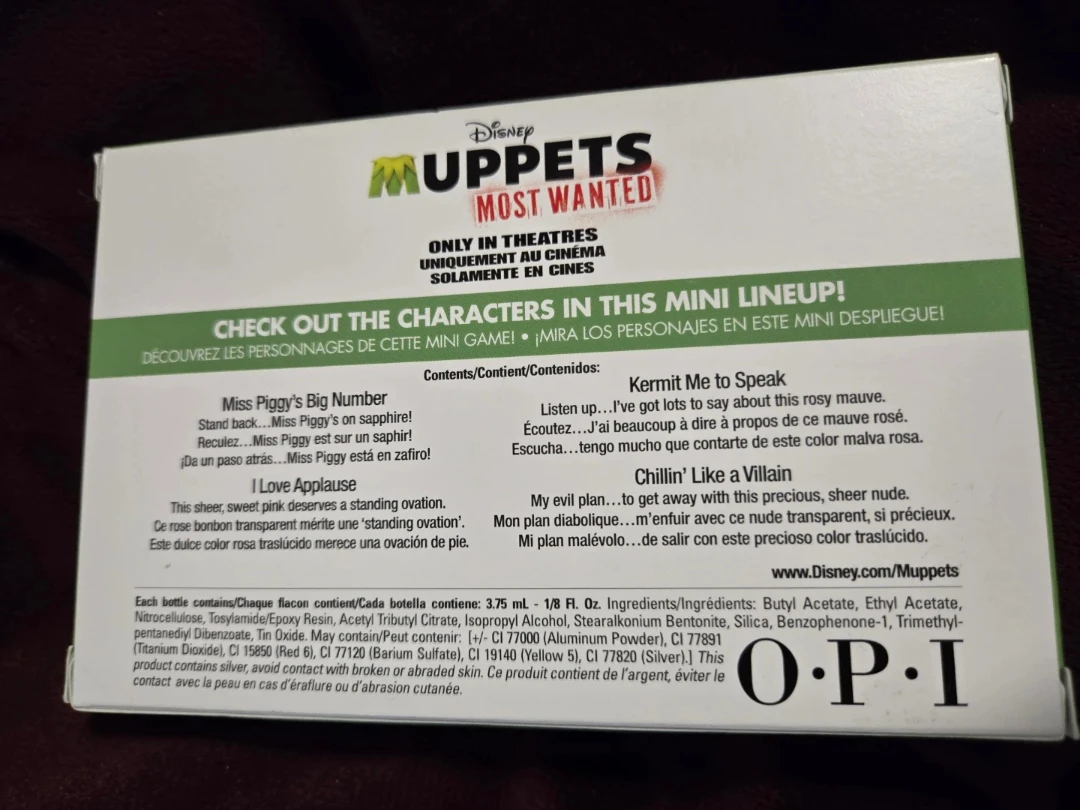 Disney
MUPPETS
MOST WANTED
ONLY IN THEATRES
UNIQUEMENT AU CINÉMA
SOLAMENTE EN CINES
CHECK OUT THE CHARACTERS IN THIS MINI LINEUP!
DÉCOUVREZ LES PERSONNAGES DE CETTE MINI GAME! • ¡MIRA LOS PERSONAJES EN ESTE MINI DESPLIEGUE!
Contents/Contient/Contenidos:
Miss Piggy's Big Number
Stand back...Miss Piggy's on sapphire!
Reculez...Miss Piggy est sur un saphir!
¡Da un paso atrás...Miss Piggy está en zafiro!
I Love Applause
This sheer, sweet pink deserves a standing ovation.
Ce rose bonbon transparent mérite une 'standing ovation'.
Este dulce color rosa traslúcido merece una ovación de pie.
Kermit Me to Speak
Listen up...I've got lots to say about this rosy mauve.
Écoutez...J'ai beaucoup à dire à propos de ce mauve rosé.
Escucha...tengo mucho que contarte de este color malva rosa.
Chillin' Like a Villain
My evil plan...to get away with this precious, sheer nude.
Mon plan diabolique...m'enfuir avec ce nude transparent, si précieux.
Mi plan malévolo...de salir con este precioso color traslúcido.
www.Disney.com/Muppets
Each bottle contains/Chaque flacon contient/Cada botella contiene: 3.75 mL - 1/8 Fl. Oz. Ingredients/Ingrédients: Butyl Acetate, Ethyl Acetate,
Nitrocellulose, Tosylamide/Epoxy Resin, Acetyl Tributyl Citrate, Isopropyl Alcohol, Stearalkonium Bentonite, Silica, Benzophenone-1, Trimethyl-
pentanediyl Dibenzoate, Tin Oxide. May contain/Peut contenir: [+/- CI 77000 (Aluminum Powder), CI 77891
(Titanium Dioxide), CI 15850 (Red 6), CI 77120 (Barium Sulfate), CI 19140 (Yellow 5), CI 77820 (Silver).] This
product contains silver, avoid contact with broken or abraded skin. Ce produit contient de l'argent, éviter le
contact avec la peau en cas d'éraflure ou d'abrasion cutanée.
O·P·I